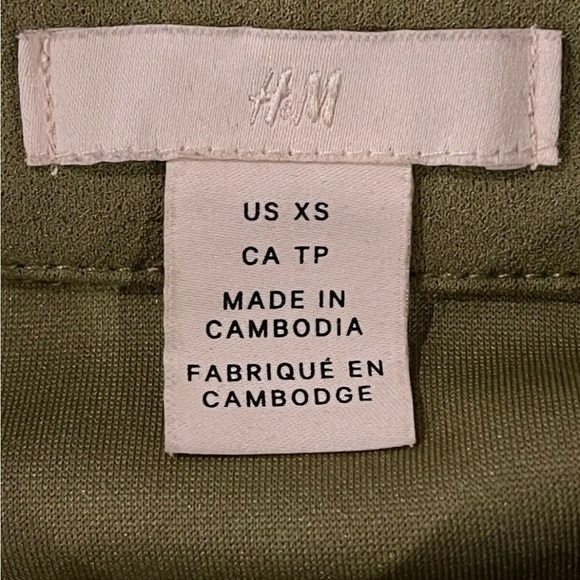 H&M
US XS
CA TP
MADE IN
CAMBODIA
FABRIQUÉ EN
CAMBODGE